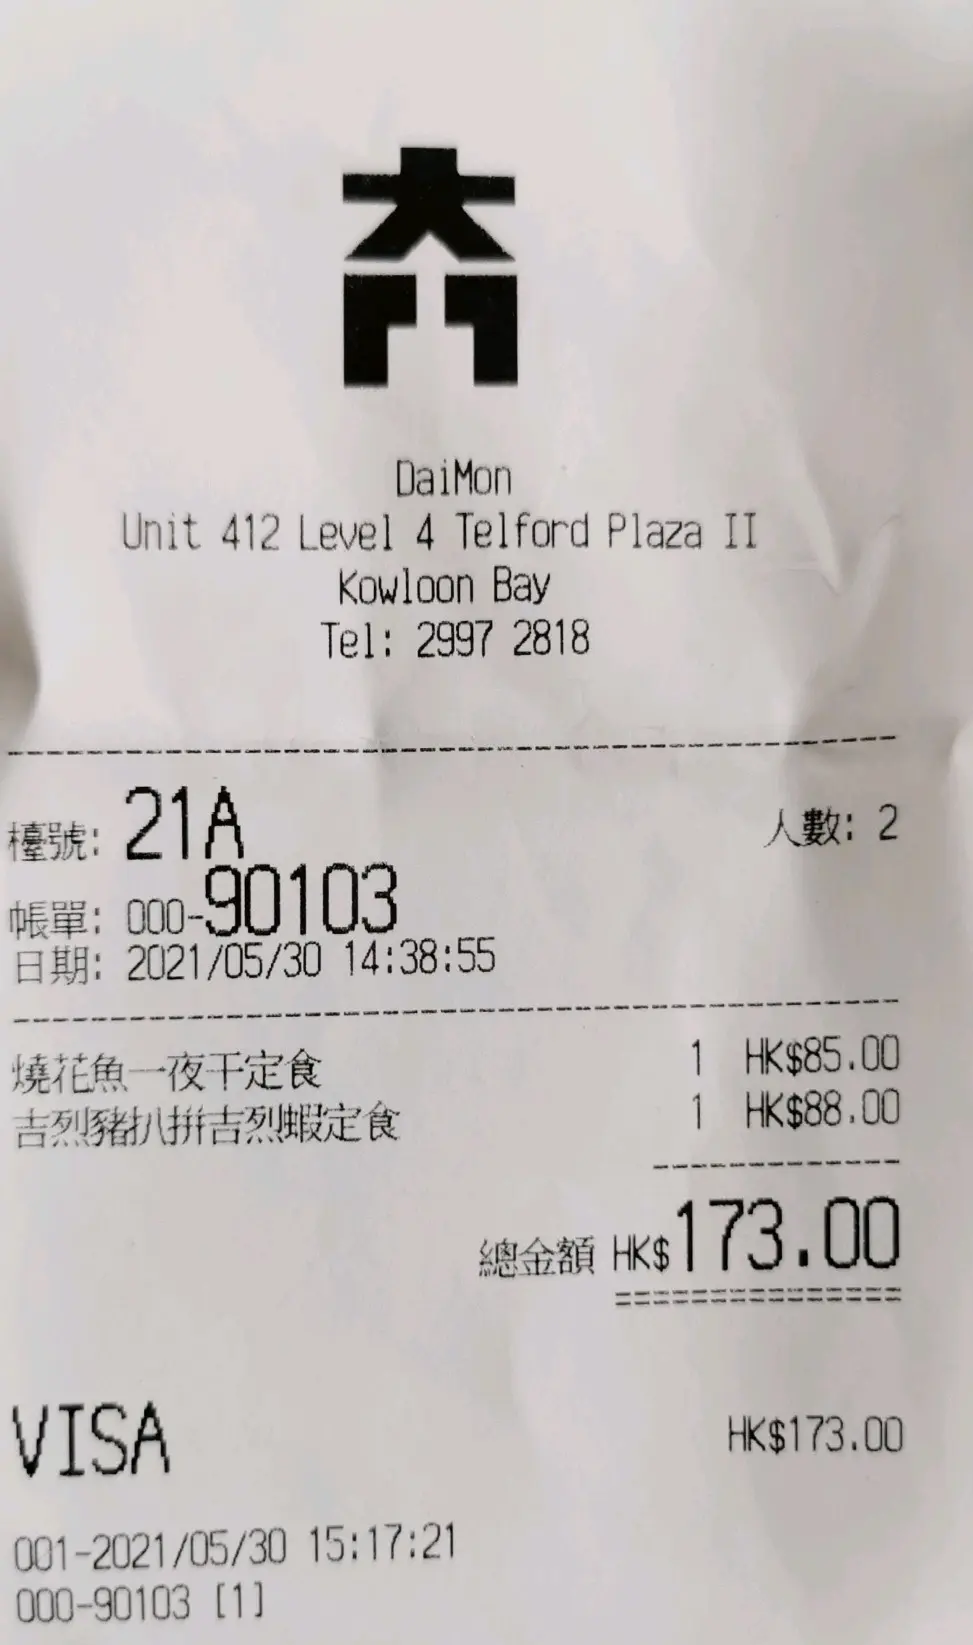 大門
DaiMon
Unit 412 Level 4 Telford Plaza II
Kowloon Bay
Tel: 2997 2818
檯號: 21A 人數: 2
帳單: 000-90103
日期: 2021/05/30 14:38:55
燒花魚一夜干定食 1 HK$85.00
吉烈豬扒拼吉烈蝦定食 1 HK$88.00
總金額 HK$173.00
VISA HK$173.00
001-2021/05/30 15:17:21
000-90103 [1]